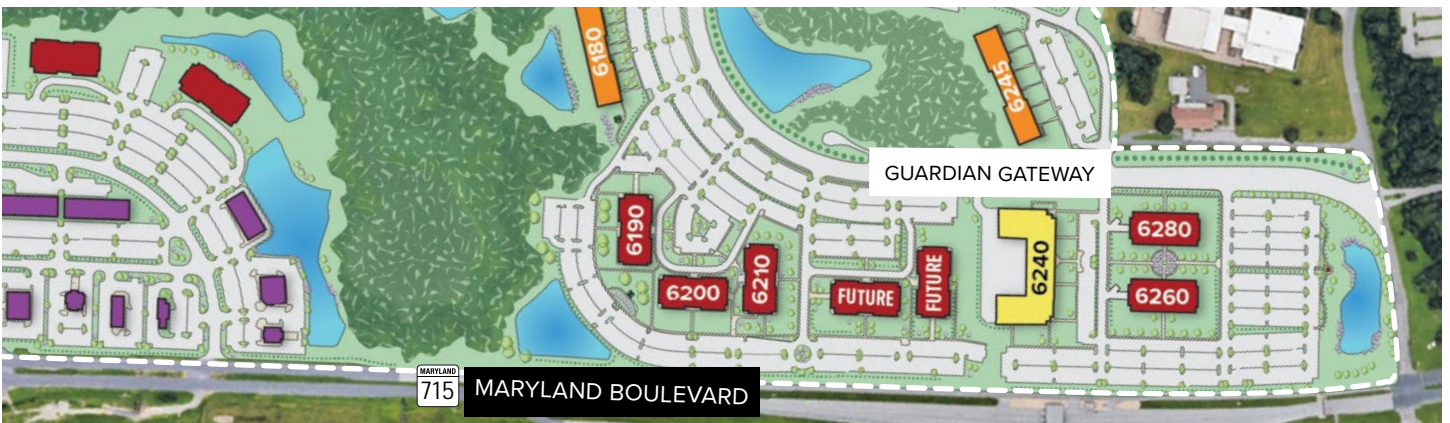 6180
6245
GUARDIAN GATEWAY
6190
6200
6210
FUTURE
FUTURE
6240
6280
6260
MARYLAND
715
MARYLAND BOULEVARD